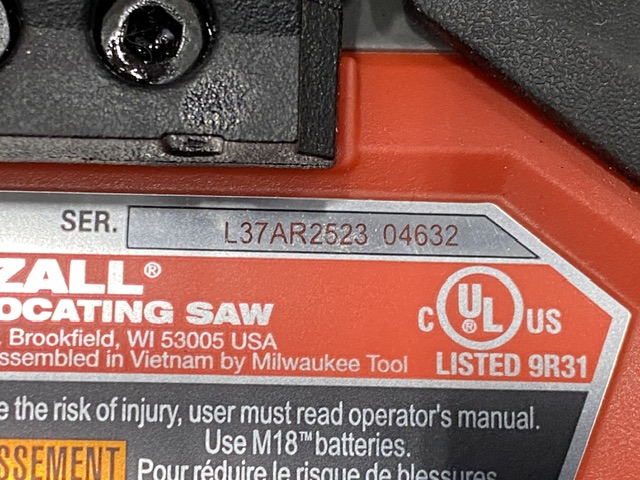 SER. L37AR2523 04632
ZALL®
OCATING SAW
Brookfield, WI 53005 USA
ssembled in Vietnam by Milwaukee Tool
C UL® US
LISTED 9R31
e the risk of injury, user must read operator's manual.
Use M18™ batteries.
SSEMENT
Pour réduire le risque de blessures